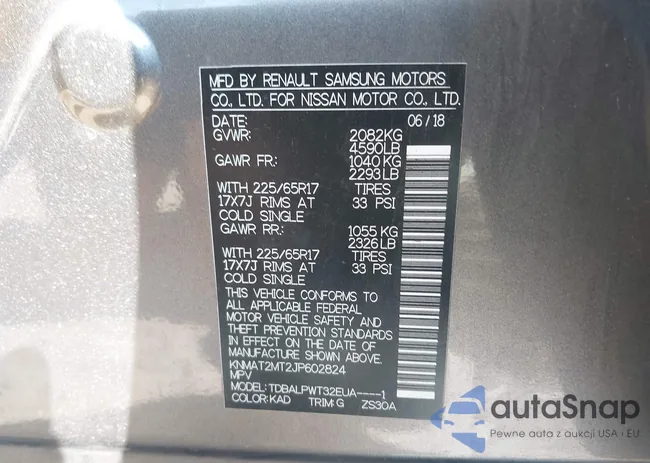 MFD BY RENAULT SAMSUNG MOTORS
CO., LTD. FOR NISSAN MOTOR CO., LTD.
DATE: 06/18
GVWR: 2082KG
4590LB
GAWR FR: 1040 KG
2293LB
WITH 225/65R17 TIRES
17X7J RIMS AT 33 PSI
COLD SINGLE
GAWR RR: 1055 KG
2326LB
WITH 225/65R17 TIRES
17X7J RIMS AT 33 PSI
COLD SINGLE
THIS VEHICLE CONFORMS TO
ALL APPLICABLE FEDERAL
MOTOR VEHICLE SAFETY AND
THEFT PREVENTION STANDARDS
IN EFFECT ON THE DATE OF
MANUFACTURE SHOWN ABOVE.
KNMAT2MT2JP602824
MPV
MODEL: TDBALPWT32EUA----1
COLOR: KAD TRIM: G ZS30A
autaSnap
Pewne auta z aukcji USA i EU